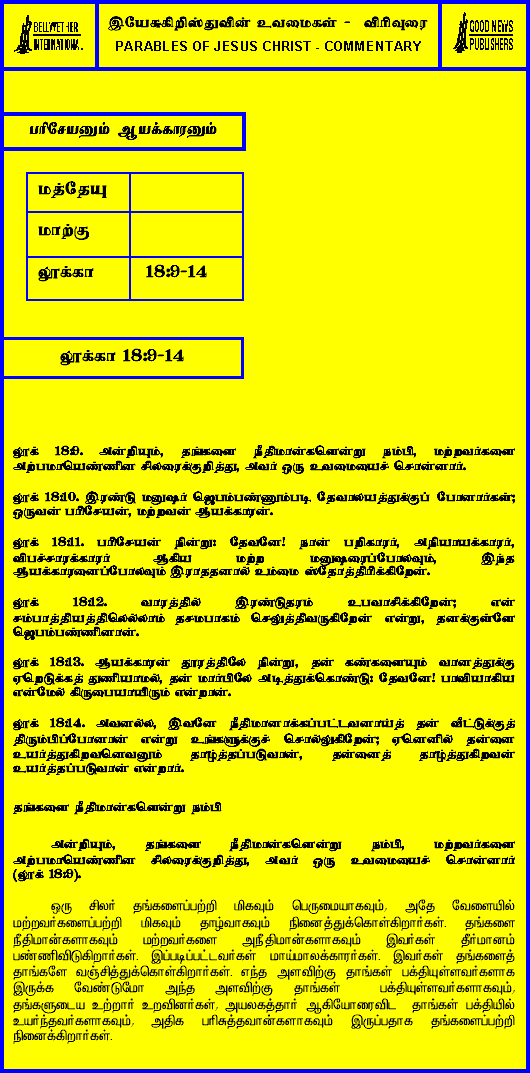 BELLWETHER
INTERNATIONAL
இயேசுகிறிஸ்துவின் உவமைகள் - விரிவுரை
PARABLES OF JESUS CHRIST - COMMENTARY
GOOD NEWS
PUBLISHERS
பரிசேயனும் ஆயக்காரனும்
மத்தேயு
மாற்கு
லூக்கா 18:9-14
லூக்கா 18:9-14
லூக் 18:9. அன்றியும், தங்களை நீதிமான்களென்று நம்பி, மற்றவர்களை
அற்பமாயெண்ணின சிலரைக்குறித்து, அவர் ஒரு உவமையைச் சொன்னார்.
லூக் 18:10. இரண்டு மனுஷர் ஜெபம்பண்ணும்படி தேவாலயத்துக்குப் போனார்கள்;
ஒருவன் பரிசேயன், மற்றவன் ஆயக்காரன்.
லூக் 18:11. பரிசேயன் நின்று: தேவனே! நான் பறிகாரர், அநியாயக்காரர்,
விபச்சாரக்காரர் ஆகிய மற்ற மனுஷரைப்போலவும், இந்த
ஆயக்காரனைப்போலவும் இராததனால் உம்மை ஸ்தோத்திரிக்கிறேன்.
லூக் 18:12. வாரத்தில் இரண்டுதரம் உபவாசிக்கிறேன்; என்
சம்பாத்தியத்திலெல்லாம் தசமபாகம் செலுத்திவருகிறேன் என்று, தனக்குள்ளே
ஜெபம்பண்ணினான்.
லூக் 18:13. ஆயக்காரன் தூரத்திலே நின்று, தன் கண்களையும் வானத்துக்கு
ஏறெடுக்கத் துணியாமல், தன் மார்பிலே அடித்துக்கொண்டு: தேவனே! பாவியாகிய
என்மேல் கிருபையாயிரும் என்றான்.
லூக் 18:14. அவனல்ல, இவனே நீதிமானாக்கப்பட்டவனாய்த் தன் வீட்டுக்குத்
திரும்பிப்போனான் என்று உங்களுக்குச் சொல்லுகிறேன்; ஏனெனில் தன்னை
உயர்த்துகிறவனெவனும் தாழ்த்தப்படுவான், தன்னைத் தாழ்த்துகிறவன்
உயர்த்தப்படுவான் என்றார்.
தங்களை நீதிமான்களென்று நம்பி
அன்றியும், தங்களை நீதிமான்களென்று நம்பி, மற்றவர்களை
அற்பமாயெண்ணின சிலரைக்குறித்து, அவர் ஒரு உவமையைச் சொன்னார்
(லூக் 18:9).
ஒரு சிலர் தங்களைப்பற்றி மிகவும் பெருமையாகவும், அதே வேளையில்
மற்றவர்களைப்பற்றி மிகவும் தாழ்வாகவும் நினைத்துக்கொள்கிறார்கள். தங்களை
நீதிமான்களாகவும் மற்றவர்களை அநீதிமான்களாகவும் இவர்கள் தீர்மானம்
பண்ணிவிடுகிறார்கள். இப்படிப்பட்டவர்கள் மாய்மாலக்காரர்கள். இவர்கள் தங்களைத்
தாங்களே வஞ்சித்துக்கொள்கிறார்கள். எந்த அளவிற்கு தாங்கள் பக்தியுள்ளவர்களாக
இருக்க வேண்டுமோ அந்த அளவிற்கு தாங்கள் பக்தியுள்ளவர்களாகவும்,
தங்களுடைய உற்றார் உறவினர்கள், அயலகத்தார் ஆகியோரைவிட தாங்கள் பக்தியில்
உயர்ந்தவர்களாகவும், அதிக பரிசுத்தவான்களாகவும் இருப்பதாக தங்களைப்பற்றி
நினைக்கிறார்கள்.